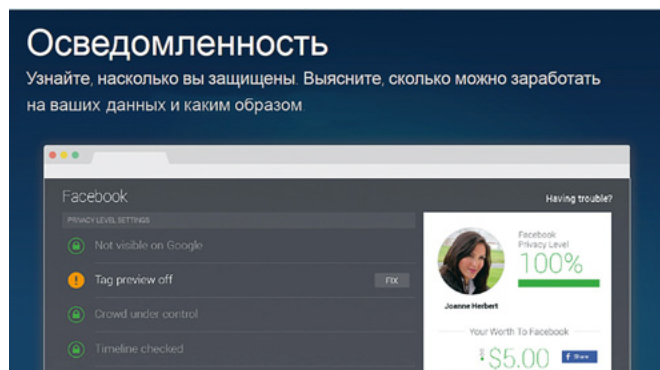 Осведомленность
Узнайте, насколько вы защищены. Выясните, сколько можно заработать
на ваших данных и каким образом.
Facebook
Having trouble?
PRIVACY LEVEL SETTINGS
Not visible on Google
Tag preview off
FIX
Crowd under control
Timeline checked
Facebook
Privacy Level
100%
Joanne Herbert
Your Worth To Facebook
$5.00
f Share